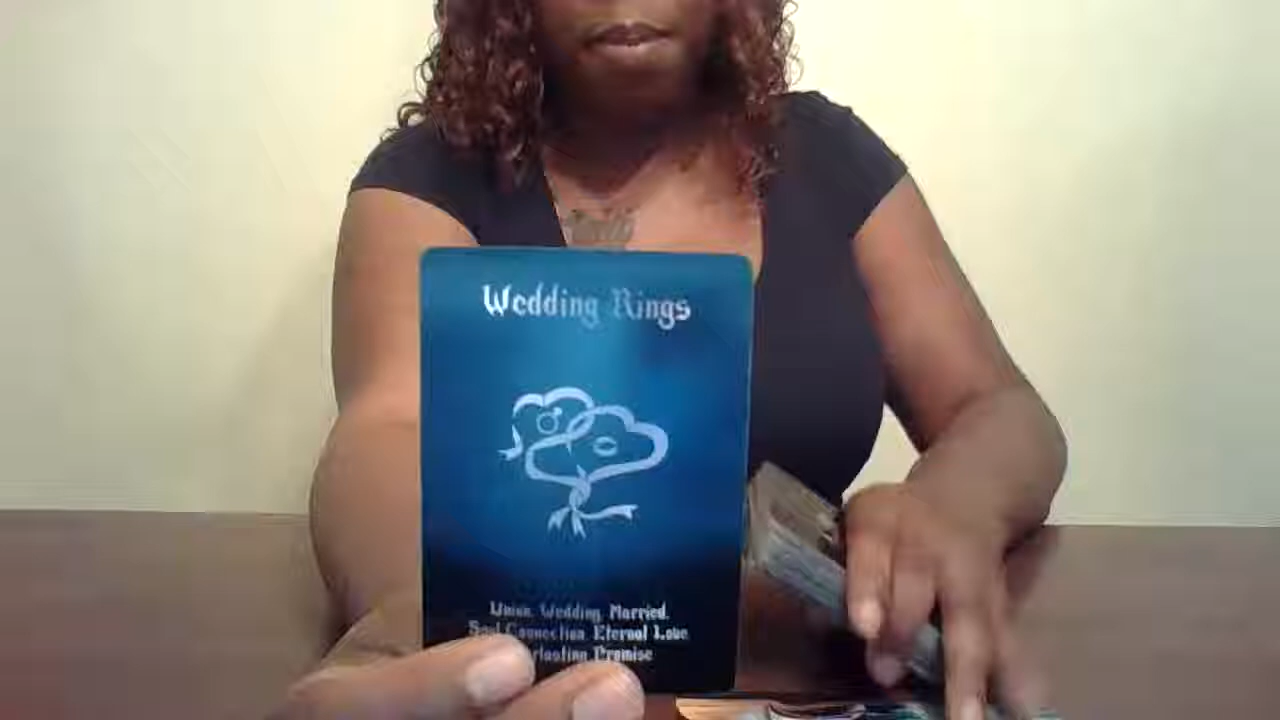 Wedding Rings
Union, Wedding, Married,
Soul Connection, Eternal Love,
Promise